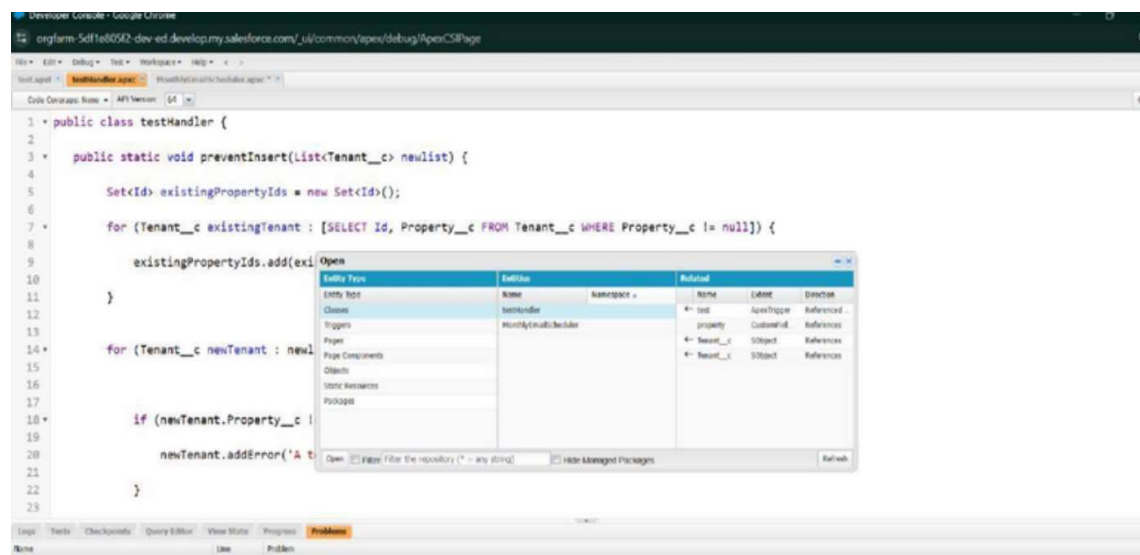 Developer Console - Google Chrome
orgfarm-5df1e805f2-dev-ed.develop.my.salesforce.com/_ui/common/apex/debug/ApexCSIPage
File Edit Debug Test Workspace Help < >
test.apxt testHandler.apxc MonthlyEmailScheduler.apxc *
Code Coverage: None API Version: 64
1 public class testHandler {
2
3 public static void preventInsert(List<Tenant__c> newlist) {
4
5 Set<Id> existingPropertyIds = new Set<Id>();
6
7 for (Tenant__c existingTenant : [SELECT Id, Property__c FROM Tenant__c WHERE Property__c != null]) {
8
9 existingPropertyIds.add(exi
10
11 }
12
13
14 for (Tenant__c newTenant : newl
15
16
17
18 if (newTenant.Property__c !
19
20 newTenant.addError('A t
21
22 }
23
Open
Entity Type Entities Related
Entity Type Name Namespace Name Extent Direction
Classes testHandler test ApexTrigger Referenced ...
Triggers MonthlyEmailScheduler property CustomFiel... References
Pages Tenant__c SObject References
Page Components Tenant__c SObject References
Objects
Static Resources
Packages
Open Filter Filter the repository (* = any string) Hide Managed Packages Refresh
Logs Tests Checkpoints Query Editor View State Progress Problems
Name Line Problem